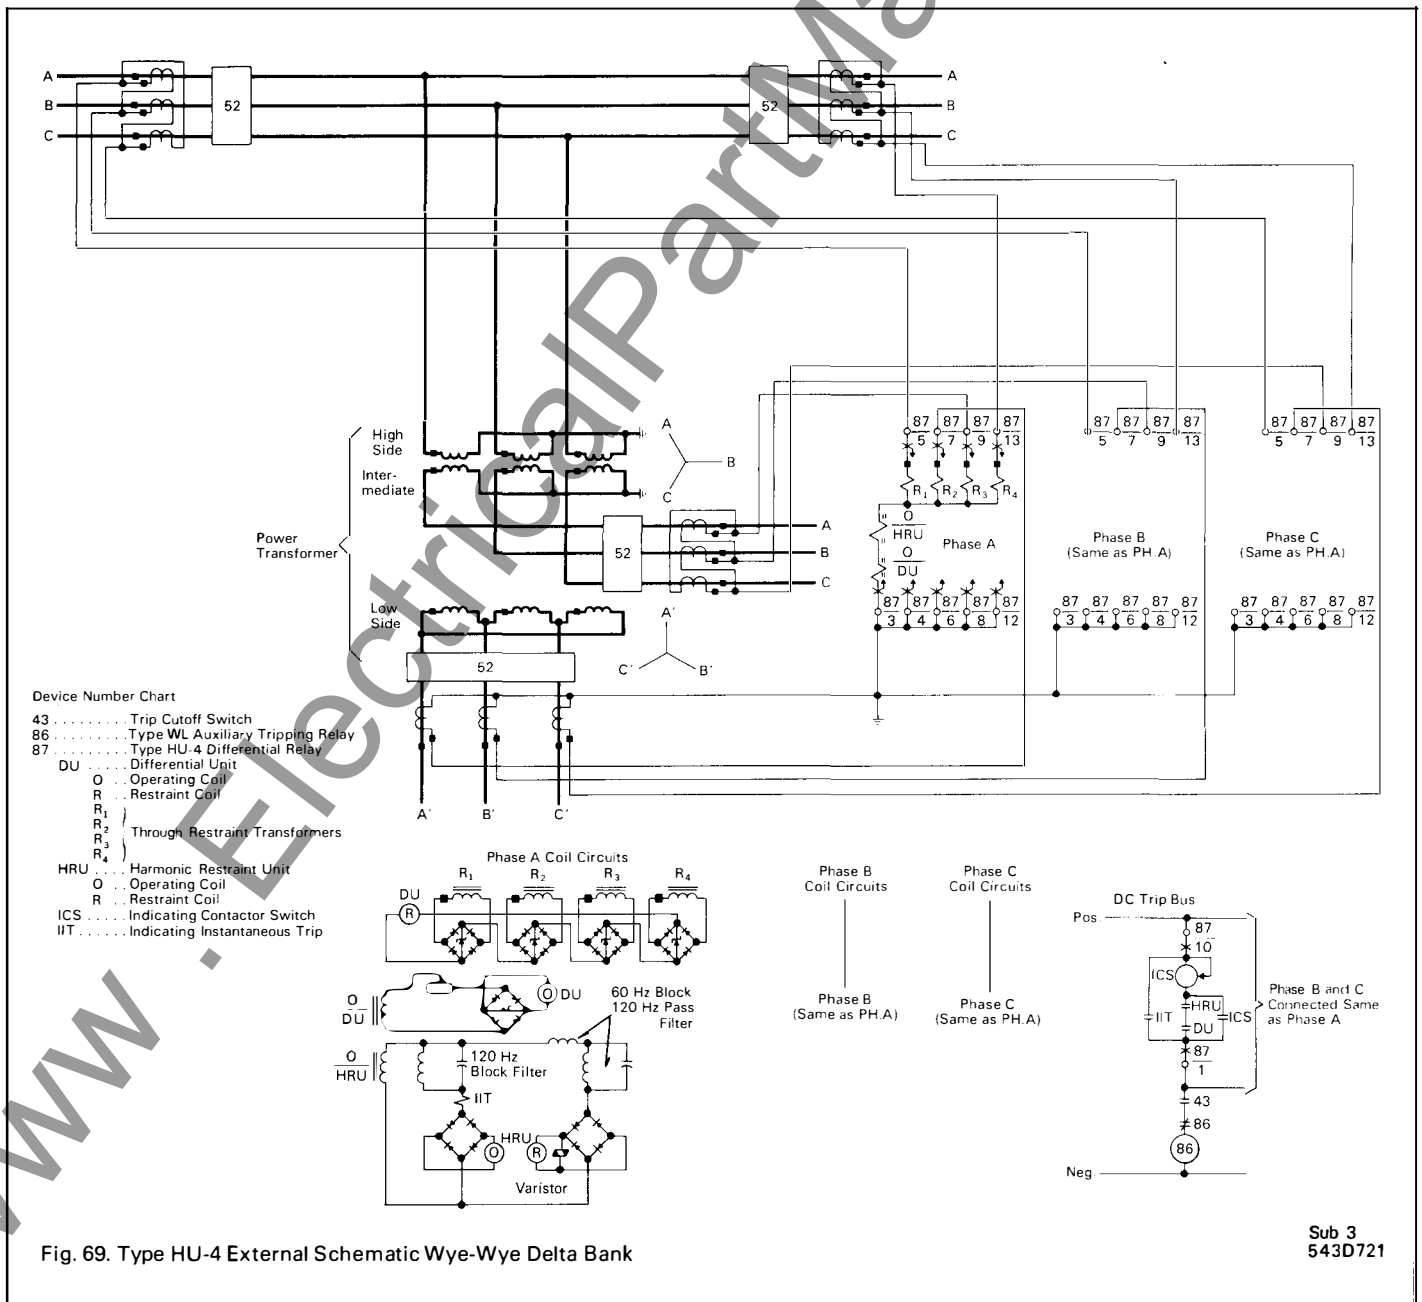 A
B
C
52
52
A
B
C
High
Side
Inter-
mediate
Power
Transformer
Low
Side
A
B
C
52
A
B
C
A'
C'
B'
52
A'
B'
C'
87 87 87 87
5 7 9 13
R1 R2 R3 R4
O
HRU
O
DU
Phase A
87 87 87 87 87
3 4 6 8 12
87 87 87 87
5 7 9 13
Phase B
(Same as PH.A)
87 87 87 87 87
3 4 6 8 12
87 87 87 87
5 7 9 13
Phase C
(Same as PH.A)
87 87 87 87 87
3 4 6 8 12
Device Number Chart
43 ......... Trip Cutoff Switch
86 ......... Type WL Auxiliary Tripping Relay
87 ......... Type HU-4 Differential Relay
DU ..... Differential Unit
O .. Operating Coil
R .. Restraint Coil
R1
R2
R3
R4
Through Restraint Transformers
HRU .... Harmonic Restraint Unit
O .. Operating Coil
R .. Restraint Coil
ICS ..... Indicating Contactor Switch
IIT ...... Indicating Instantaneous Trip
Phase A Coil Circuits
R1 R2 R3 R4
DU
R
O
DU
O DU
60 Hz Block
120 Hz Pass
Filter
O
HRU
120 Hz
Block Filter
IIT
HRU
O
R
Varistor
Phase B
Coil Circuits
Phase B
(Same as PH.A)
Phase C
Coil Circuits
Phase C
(Same as PH.A)
DC Trip Bus
Pos.
87
10
ICS
HRU
IIT
DU
ICS
87
1
Phase B and C
Connected Same
as Phase A
43
86
86
Neg.
Fig. 69. Type HU-4 External Schematic Wye-Wye Delta Bank
Sub 3
543D721
www . ElectricalPartMa